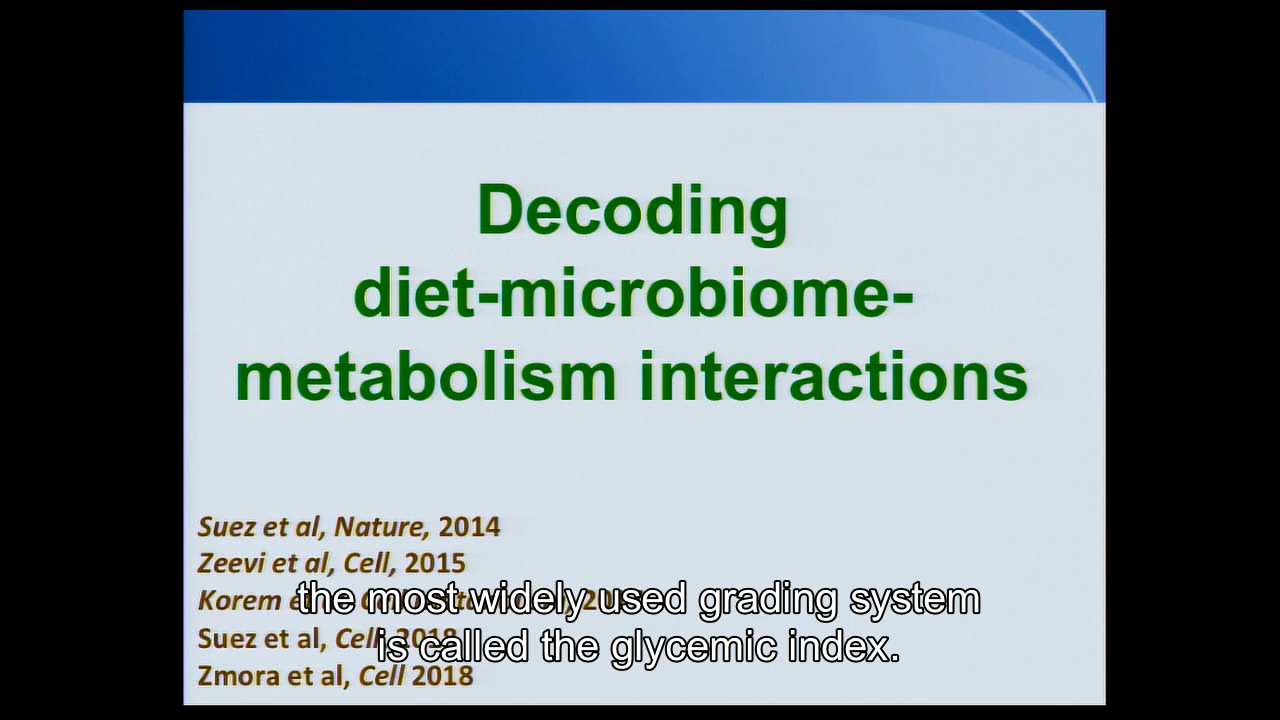 Decoding
diet-microbiome-
metabolism interactions
Suez et al, Nature, 2014
Zeevi et al, Cell, 2015
Korem
Suez et al, Cell 2018
Zmora et al, Cell 2018
the most widely used grading system
is called the glycemic index.